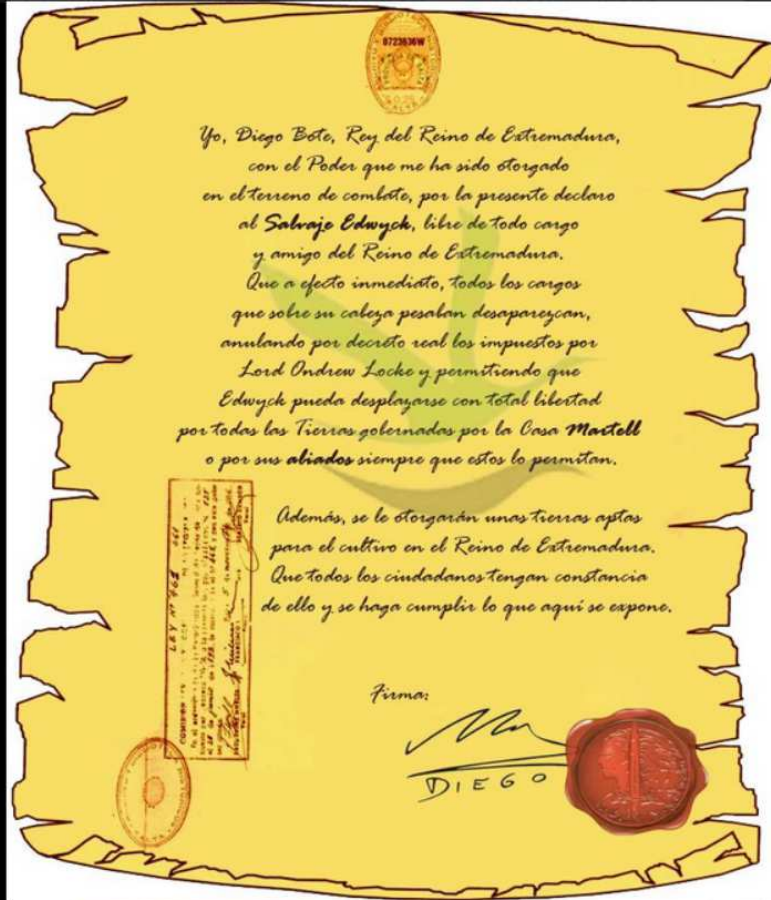 0723636W
Yo, Diego Bote, Rey del Reino de Extremadura,
con el Poder que me ha sido otorgado
en el terreno de combate, por la presente declaro
al Salvaje Edwyck, libre de todo cargo
y amigo del Reino de Extremadura.
Que a efecto inmediato, todos los cargos
que sobre su cabeza pesaban desaparezcan,
anulando por decreto real los impuestos por
Lord Ondrew Locke y permitiendo que
Edwyck pueda desplazarse con total libertad
por todas las Tierras gobernadas por la Casa Martell
o por sus aliados siempre que estos lo permitan.
Además, se le otorgarán unas tierras aptas
para el cultivo en el Reino de Extremadura.
Que todos los ciudadanos tengan constancia
de ello y se haga cumplir lo que aquí se expone.
LEY Nº
Firma:
DIEGO